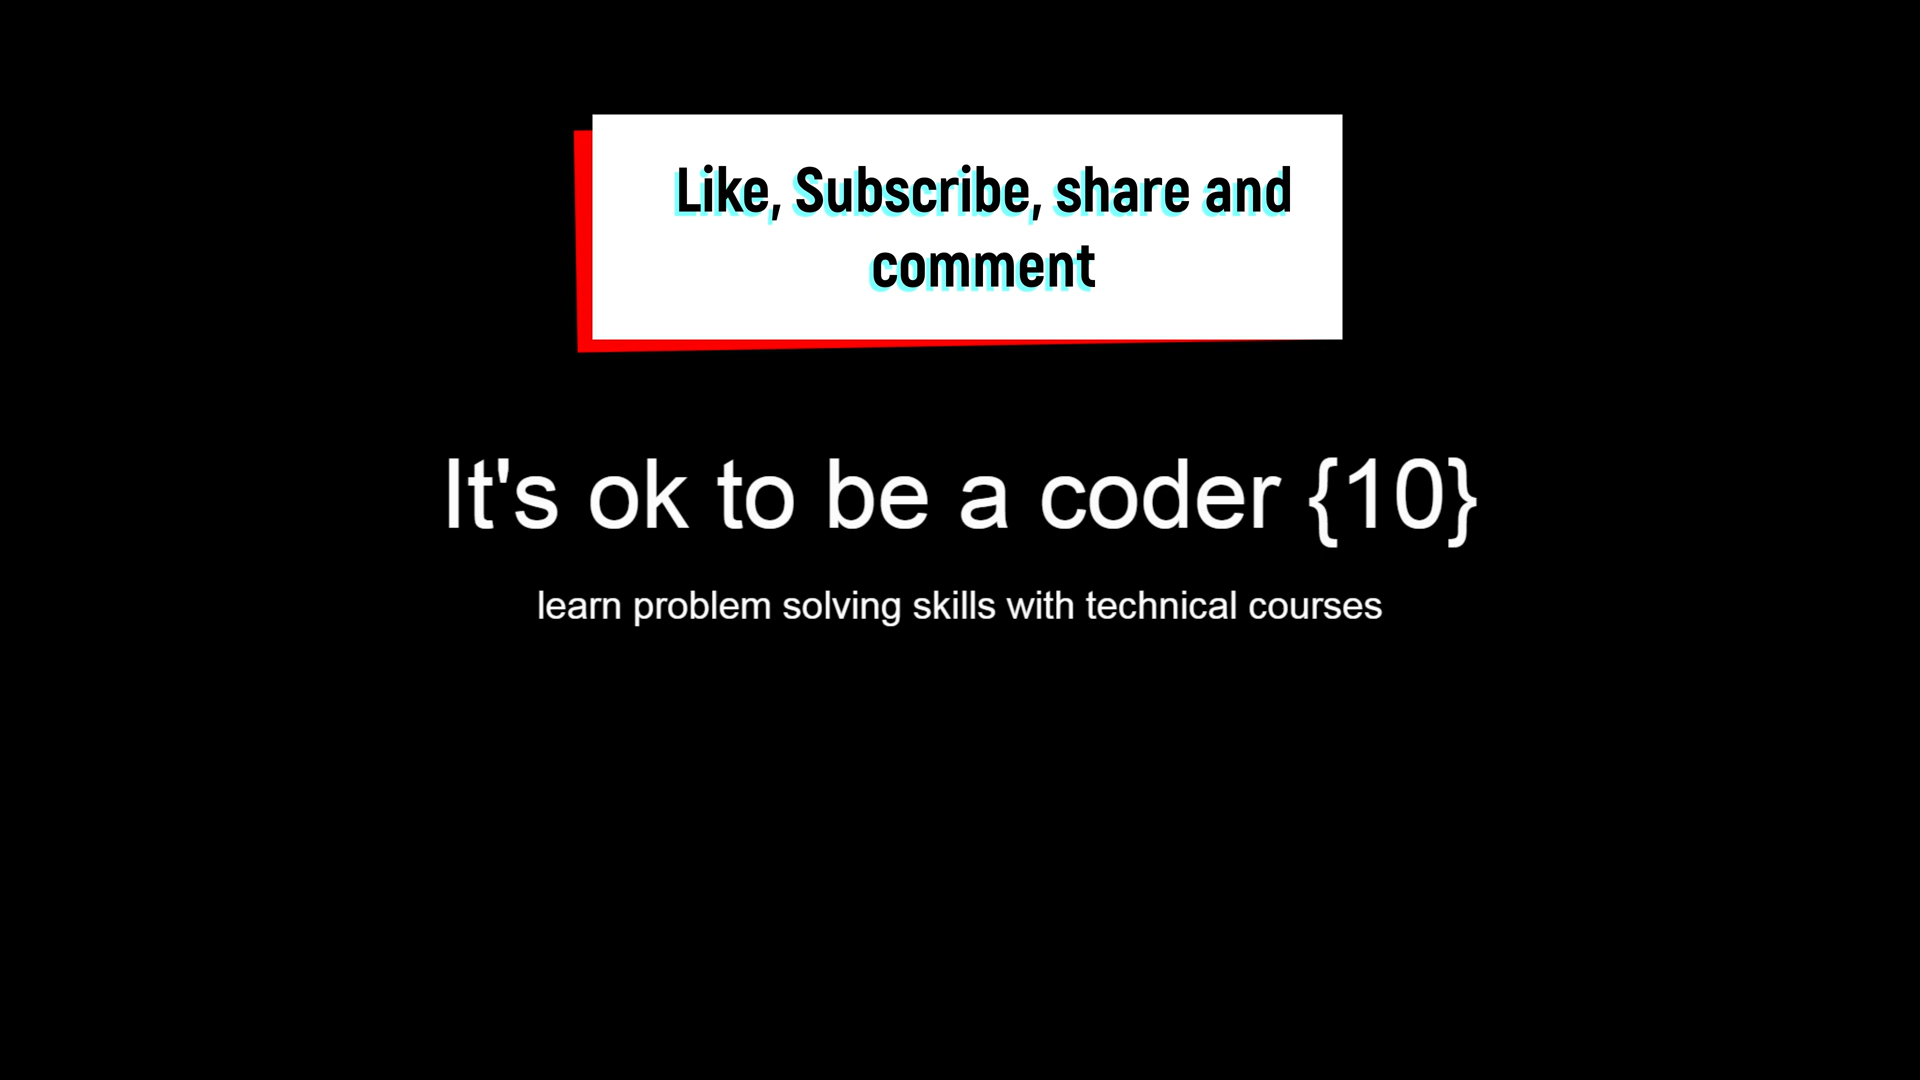 Like, Subscribe, share and
comment
It's ok to be a coder {10}
learn problem solving skills with technical courses